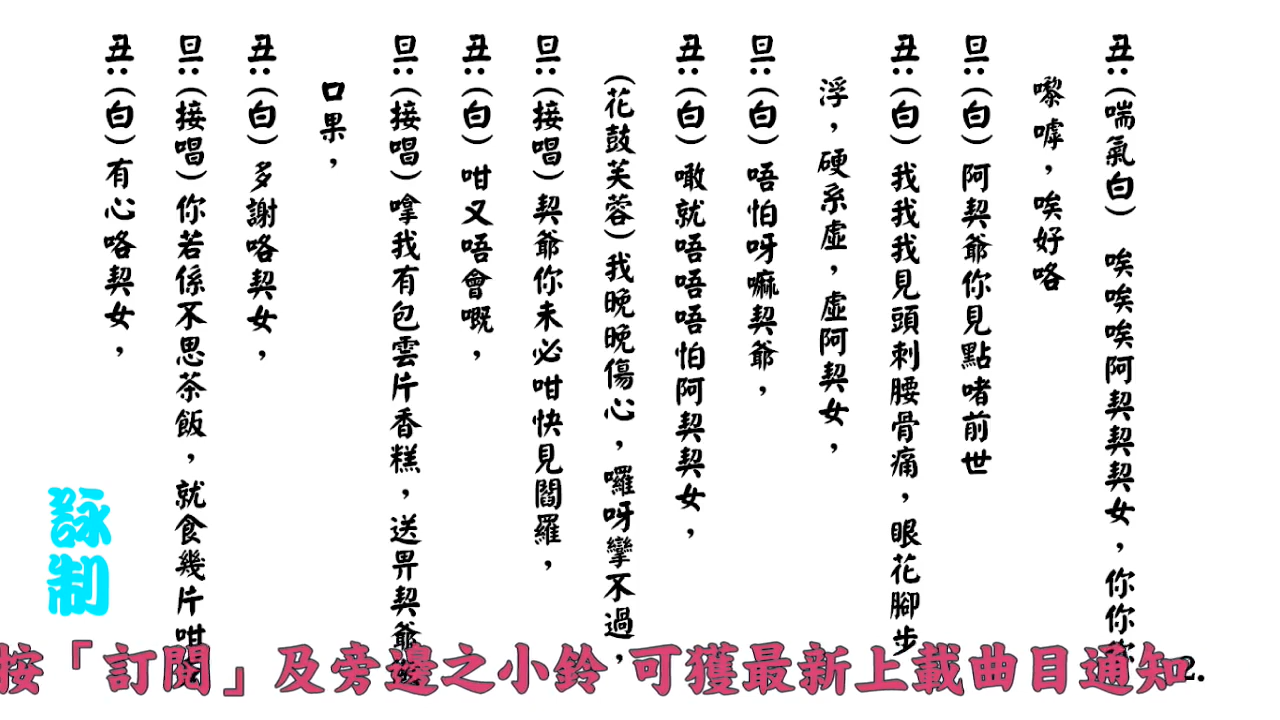 丑:(喘氣白) 唉唉唉阿契契契女，你你
嚟嘑，唉好咯
旦:(白)阿契爺你見點啫前世
丑:(白)我我我見頭刺腰骨痛，眼花腳步
浮，硬系虛，虛阿契女，
旦:(白)唔怕呀嘛契爺，
丑:(白)噉就唔唔唔怕阿契契女，
(花鼓芙蓉)我晚晚傷心，囉呀攣不過，
旦:(接唱)契爺你未必咁快見閻羅，
丑:(白)咁又唔會嘅，
旦:(接唱)嗱我有包雲片香糕，送畀契爺
口果，
丑:(白)多謝咯契女，
旦:(接唱)你若係不思茶飯，就食幾片咁
丑:(白)有心咯契女，
詠制
按「訂閱」及旁邊之小鈴 可獲最新上載曲目通知
2.